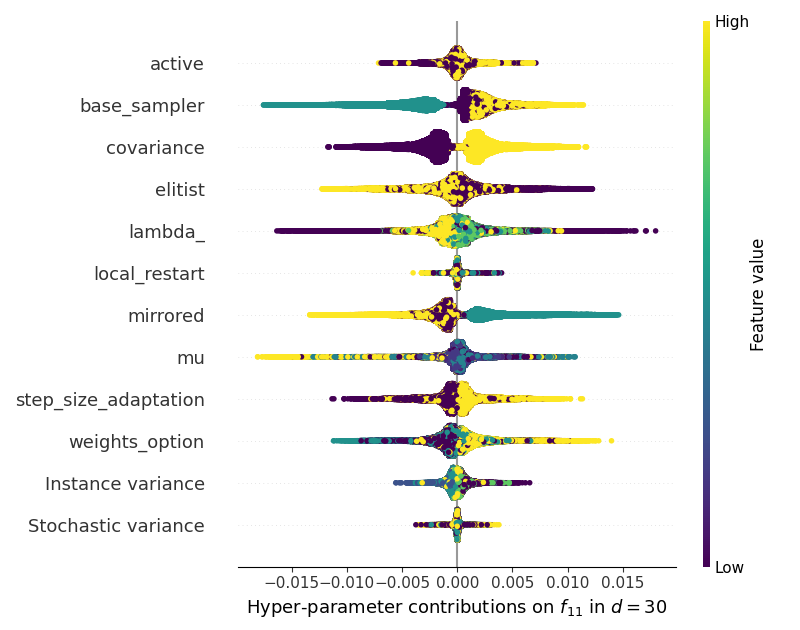 High
active
base_sampler
covariance
elitist
lambda_
local_restart
mirrored
mu
step_size_adaptation
weights_option
Instance variance
Stochastic variance
Feature value
Low
−0.015 −0.010 −0.005 0.000 0.005 0.010 0.015
Hyper-parameter contributions on f₁₁ in d = 30